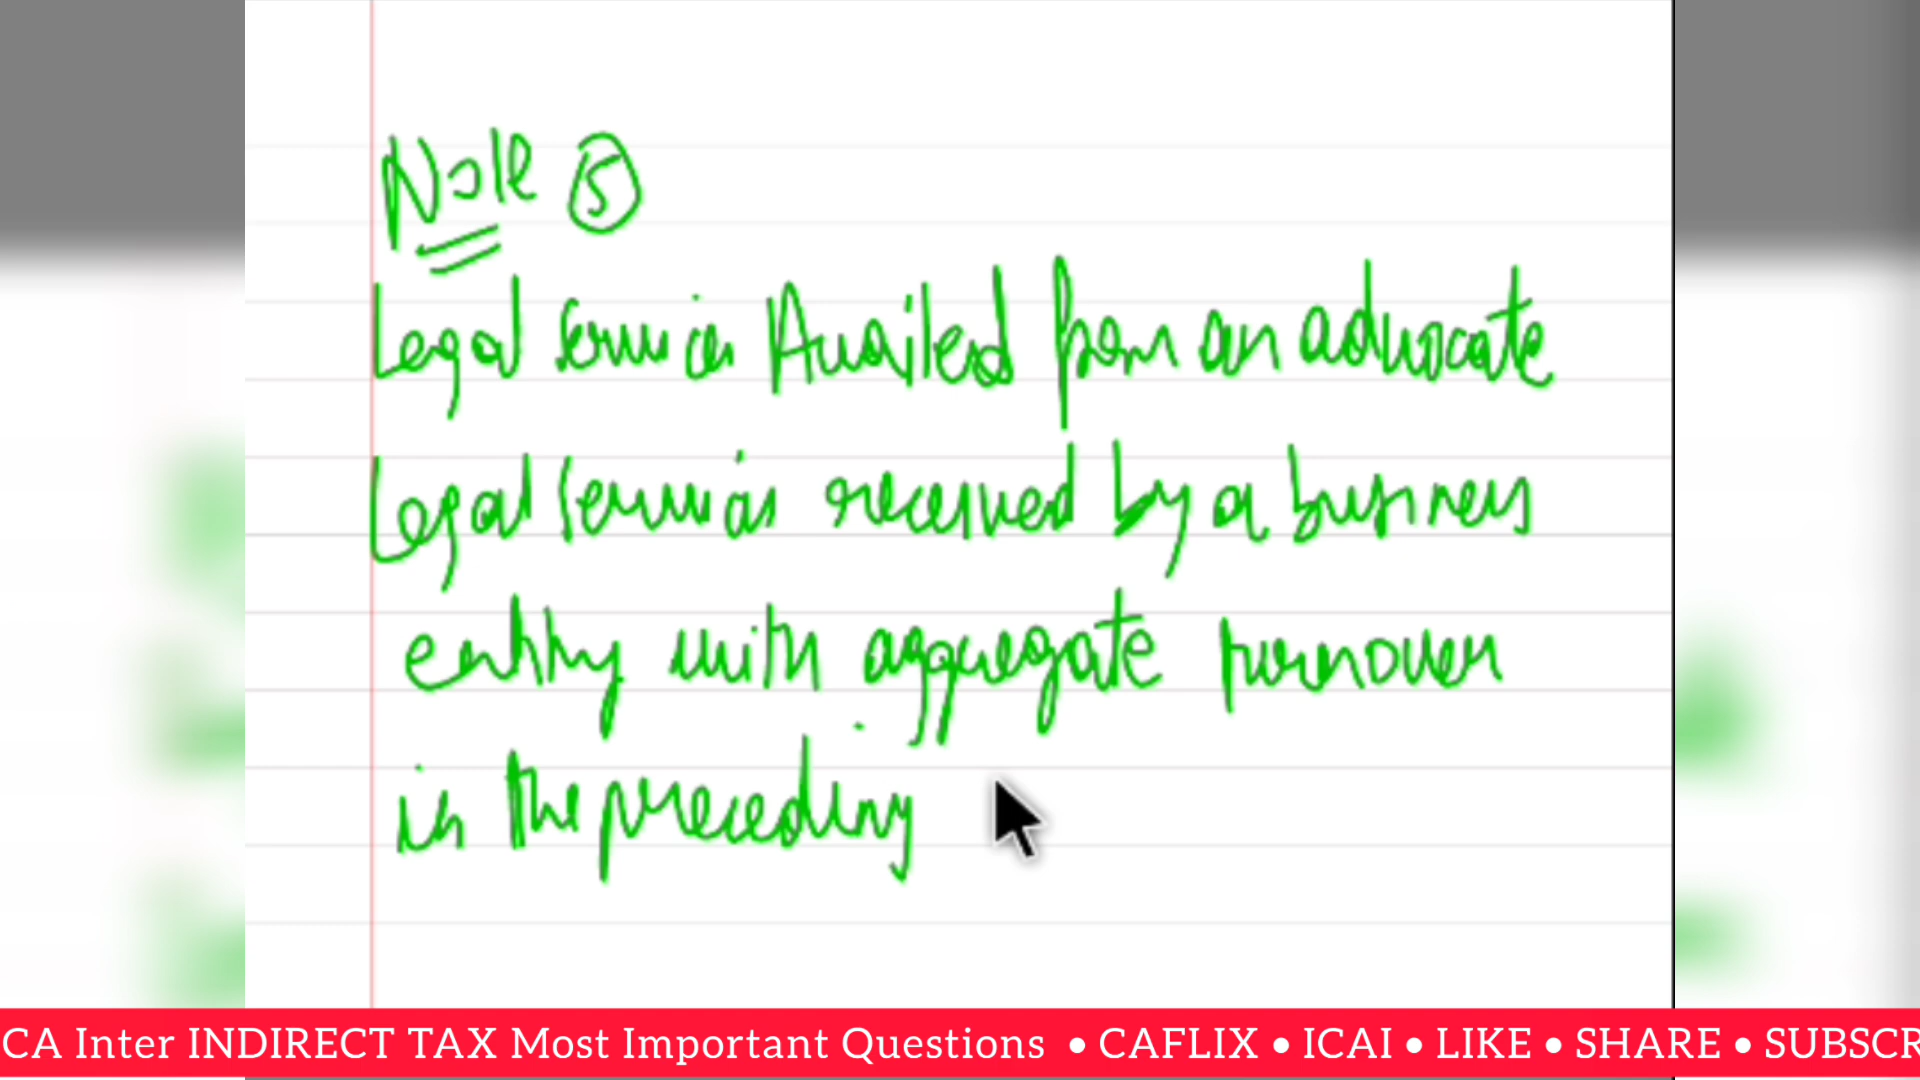 Note 5
Legal services Availed from an advocate
Legal services received by a business
entity with aggregate turnover
in the preceding
CA Inter INDIRECT TAX Most Important Questions • CAFLIX • ICAI • LIKE • SHARE • SUBSCR